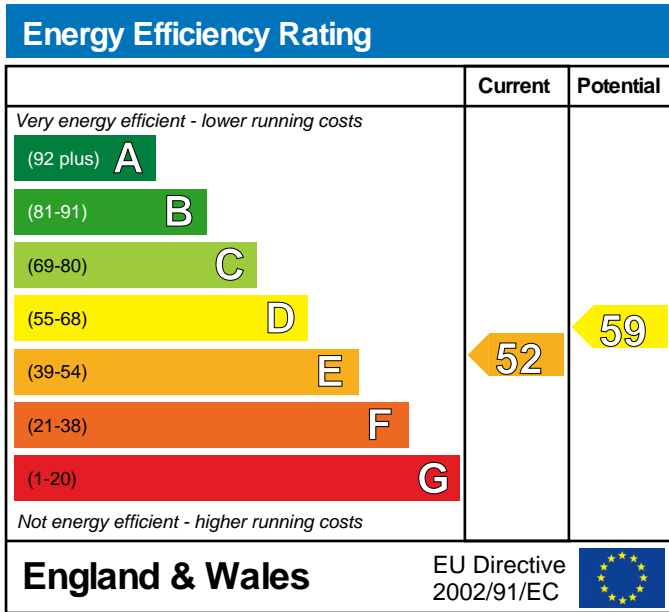 Energy Efficiency Rating
Current Potential
Very energy efficient - lower running costs
(92 plus) A
(81-91) B
(69-80) C
(55-68) D
(39-54) E
(21-38) F
(1-20) G
52
59
Not energy efficient - higher running costs
England & Wales
EU Directive
2002/91/EC